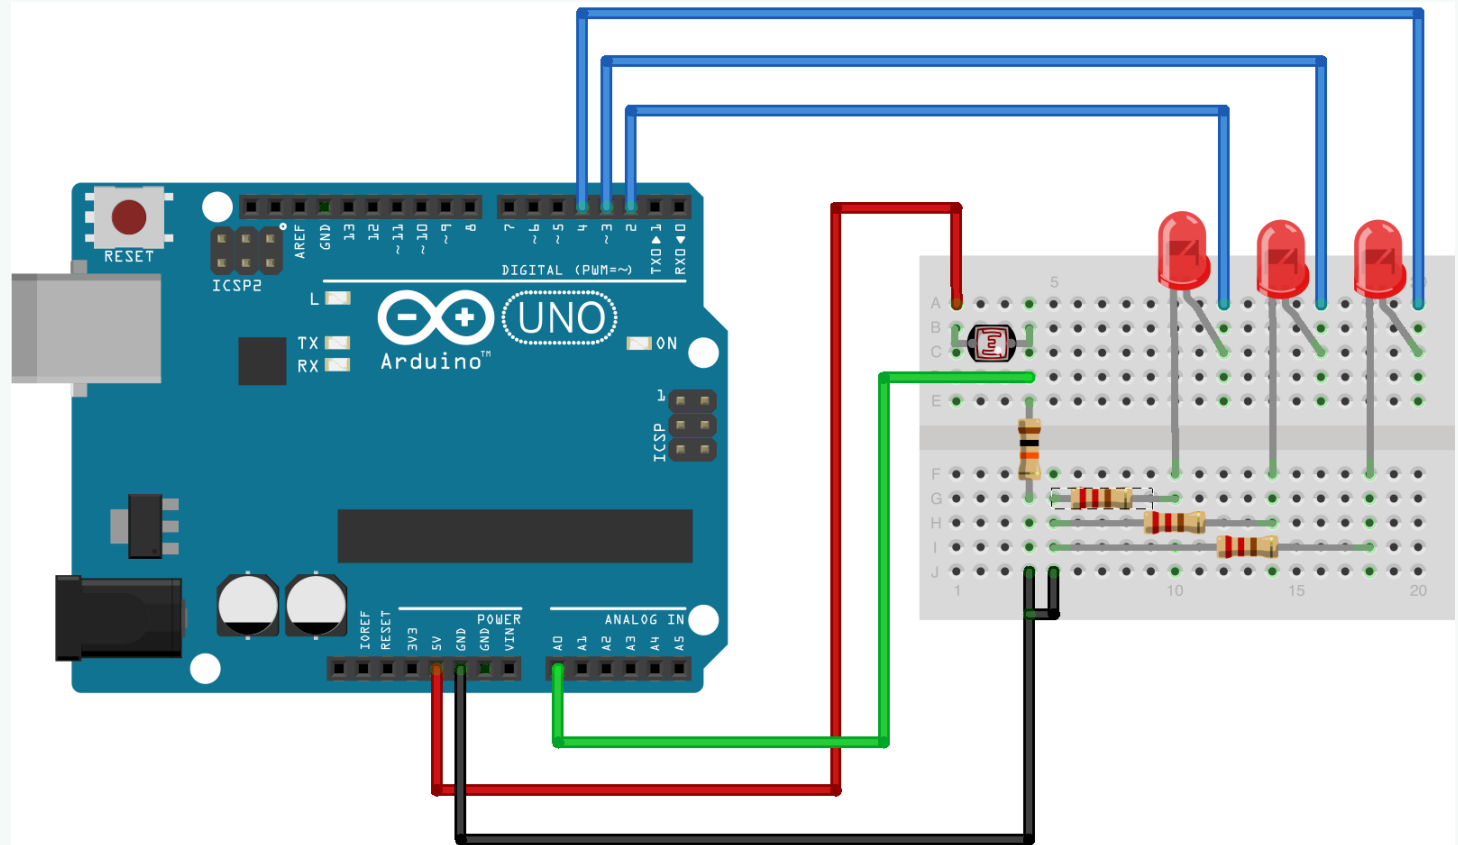 RESET
ICSP2
AREF
GND
13
12
~11
~10
~9
8
7
~6
~5
4
~3
2
TX0▶1
RX0◀0
DIGITAL (PWM=~)
L
TX
RX
UNO
Arduino™
ON
1
ICSP
IOREF
RESET
3V3
5V
GND
GND
VIN
POWER
ANALOG IN
A0
A1
A2
A3
A4
A5
5
A
B
C
E
F
G
H
I
J
1
10
15
20